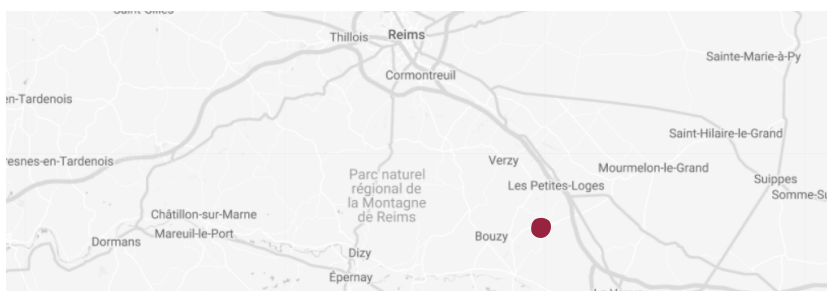 Thillois
Reims
Cormontreuil
Sainte-Marie-à-Py
en-Tardenois
Saint-Hilaire-le-Grand
resnes-en-Tardenois
Verzy
Mourmelon-le-Grand
Parc naturel
régional de
la Montagne
de Reims
Les Petites-Loges
Suippes
Somme-Su
Châtillon-sur-Marne
Mareuil-le-Port
Dormans
Bouzy
Dizy
Épernay